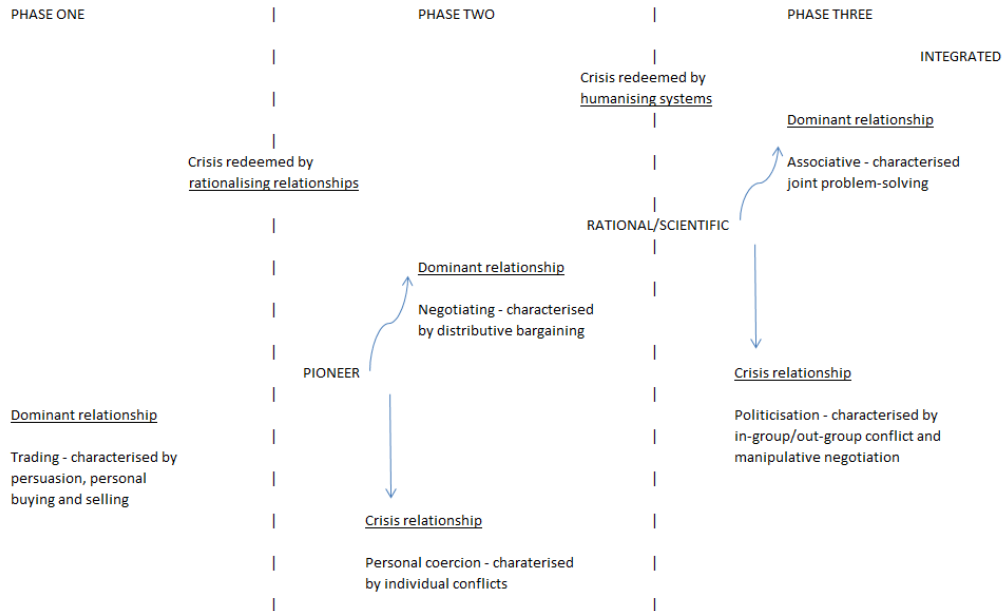 PHASE ONE
PHASE TWO
PHASE THREE
INTEGRATED
Crisis redeemed by
humanising systems
Dominant relationship
Associative - characterised
joint problem-solving
Crisis redeemed by
rationalising relationships
RATIONAL/SCIENTIFIC
Dominant relationship
Negotiating - characterised
by distributive bargaining
PIONEER
Crisis relationship
Politicisation - characterised by
in-group/out-group conflict and
manipulative negotiation
Dominant relationship
Trading - characterised by
persuasion, personal
buying and selling
Crisis relationship
Personal coercion - charaterised
by individual conflicts